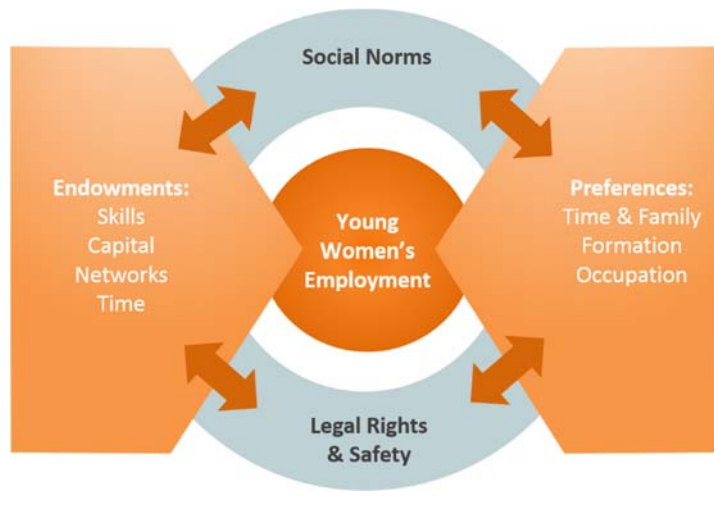 Social Norms
Endowments:
Skills
Capital
Networks
Time
Young
Women's
Employment
Preferences:
Time & Family
Formation
Occupation
Legal Rights
& Safety